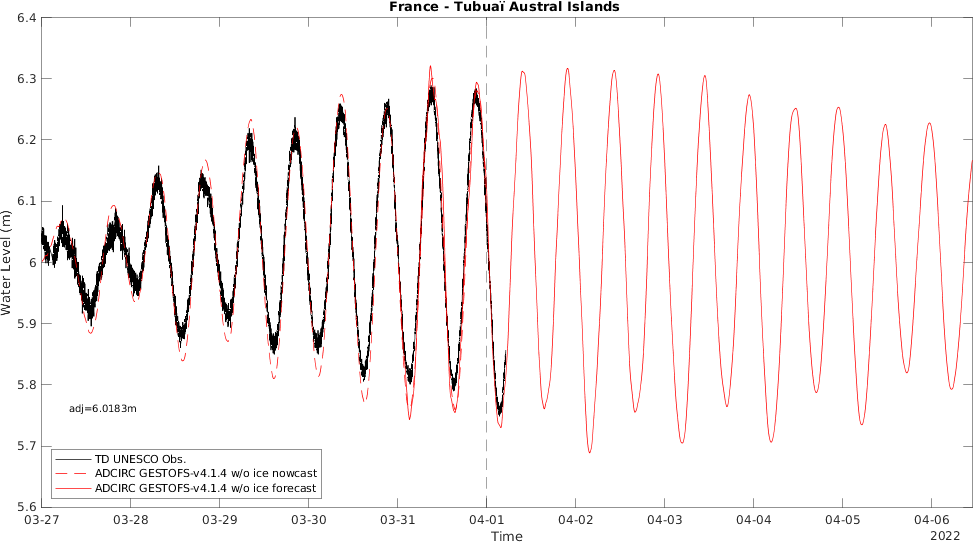 France - Tubuaï Austral Islands
6.4
6.3
6.2
6.1
6
5.9
5.8
5.7
5.6
Water Level (m)
adj=6.0183m
TD UNESCO Obs.
ADCIRC GESTOFS-v4.1.4 w/o ice nowcast
ADCIRC GESTOFS-v4.1.4 w/o ice forecast
03-27 03-28 03-29 03-30 03-31 04-01 04-02 04-03 04-04 04-05 04-06
Time
2022